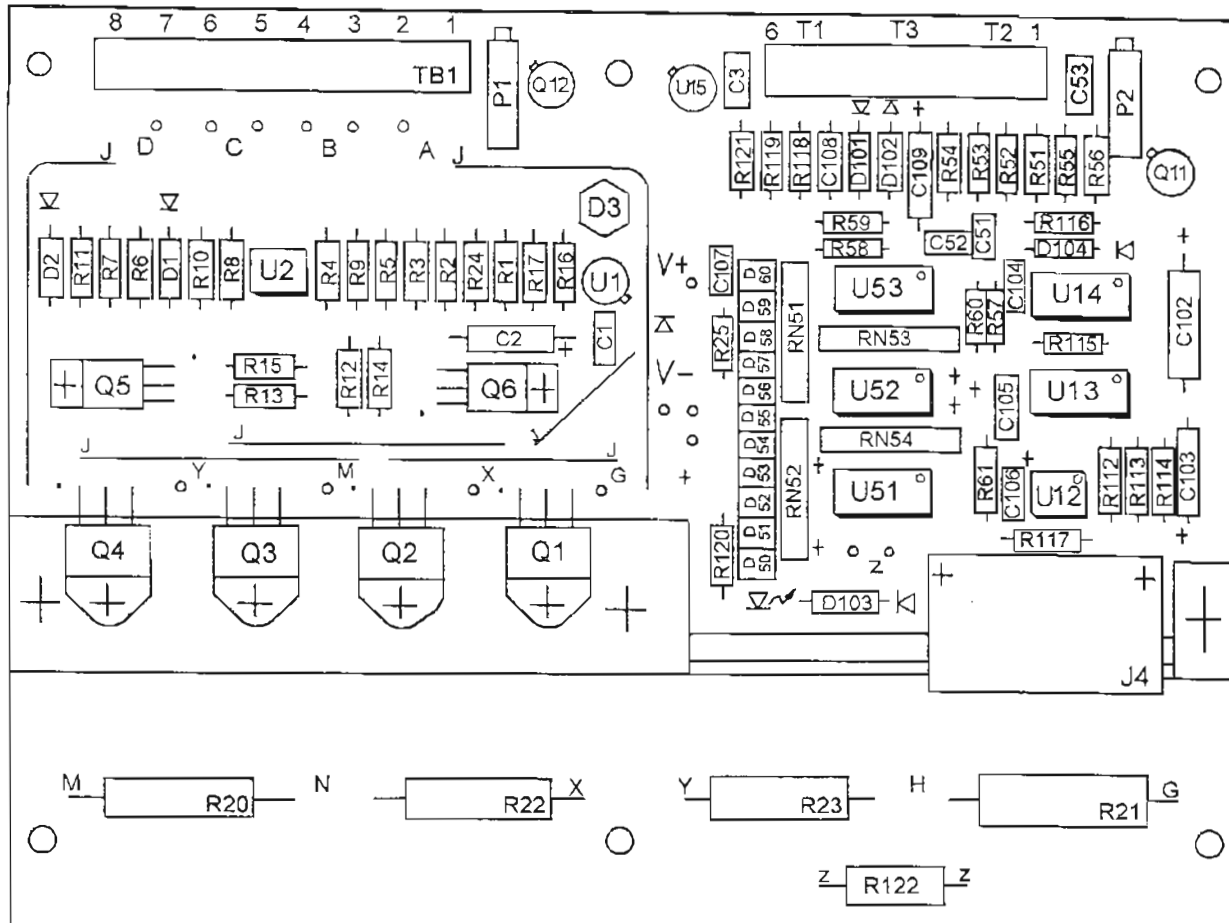 8 7 6 5 4 3 2 1
TB1
P1
Q12
U15
C3
6 T1 T3 T2 1
C53
P2
Q11
D C B A
J J
R121 R119 R118 C108 D101 D102 C109 R54 R53 R52 R51 R55 R56
+
D3
R59
R58
C52
C51
R116
D104
D2 R11 R7 R6 D1 R10 R8 U2 R4 R9 R5 R3 R2 R24 R1 R17 R16
U1
V+
C107
U53
R60
R57
C104
U14
+
C102
C2
+
C1
R25
RN51
RN53
R115
V-
Q5
R15
R13
R12
R14
Q6
U52
+
+
+
C105
U13
D 60
59
D 58
D 57
D 56
D 55
D 54
D 53
D 52
D 51
D 50
J
J
J
J
Y M X G
+
RN52
+
+
RN54
U51
R61
C106
+
U12
R112 R113 R114 C103
+
R117
R120
Z
Q4 Q3 Q2 Q1
D103
J4
+ +
M R20 N R22 X Y R23 H R21 G
Z R122 Z